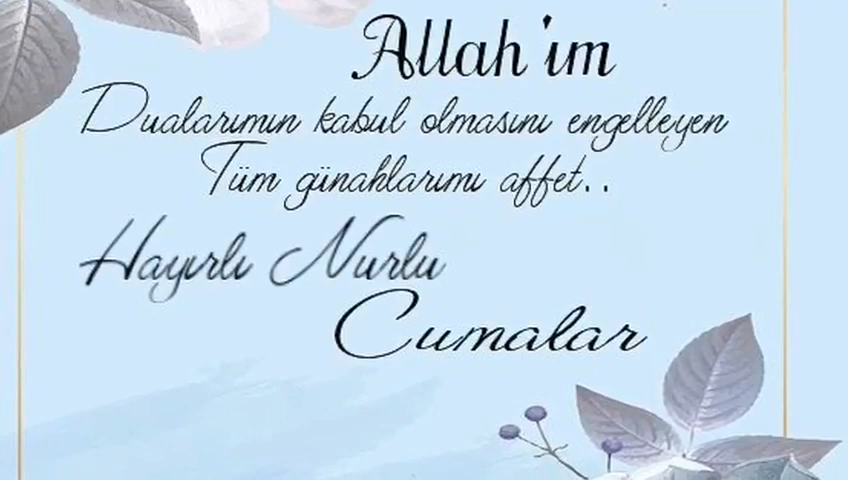 Allah'ım
Dualarımın kabul olmasını engelleyen
Tüm günahlarımı affet..
Hayırlı Nurlu
Cumalar